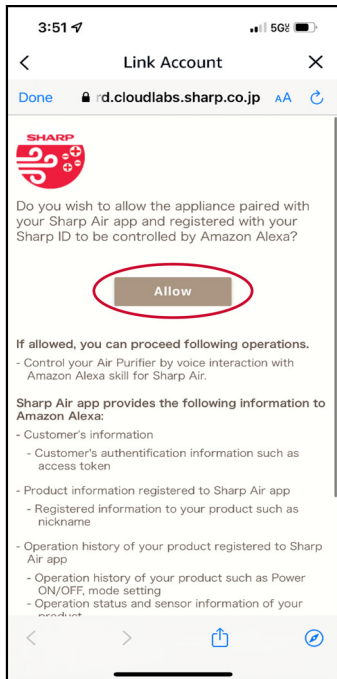 3:51
5G
Link Account
Done
d.cloudlabs.sharp.co.jp
AA
SHARP
Do you wish to allow the appliance paired with
your Sharp Air app and registered with your
Sharp ID to be controlled by Amazon Alexa?
Allow
If allowed, you can proceed following operations.
- Control your Air Purifier by voice interaction with
Amazon Alexa skill for Sharp Air.
Sharp Air app provides the following information to
Amazon Alexa:
- Customer's information
- Customer's authentification information such as
access token
- Product information registered to Sharp Air app
- Registered information to your product such as
nickname
- Operation history of your product registered to Sharp
Air app
- Operation history of your product such as Power
ON/OFF, mode setting
- Operation status and sensor information of your
product